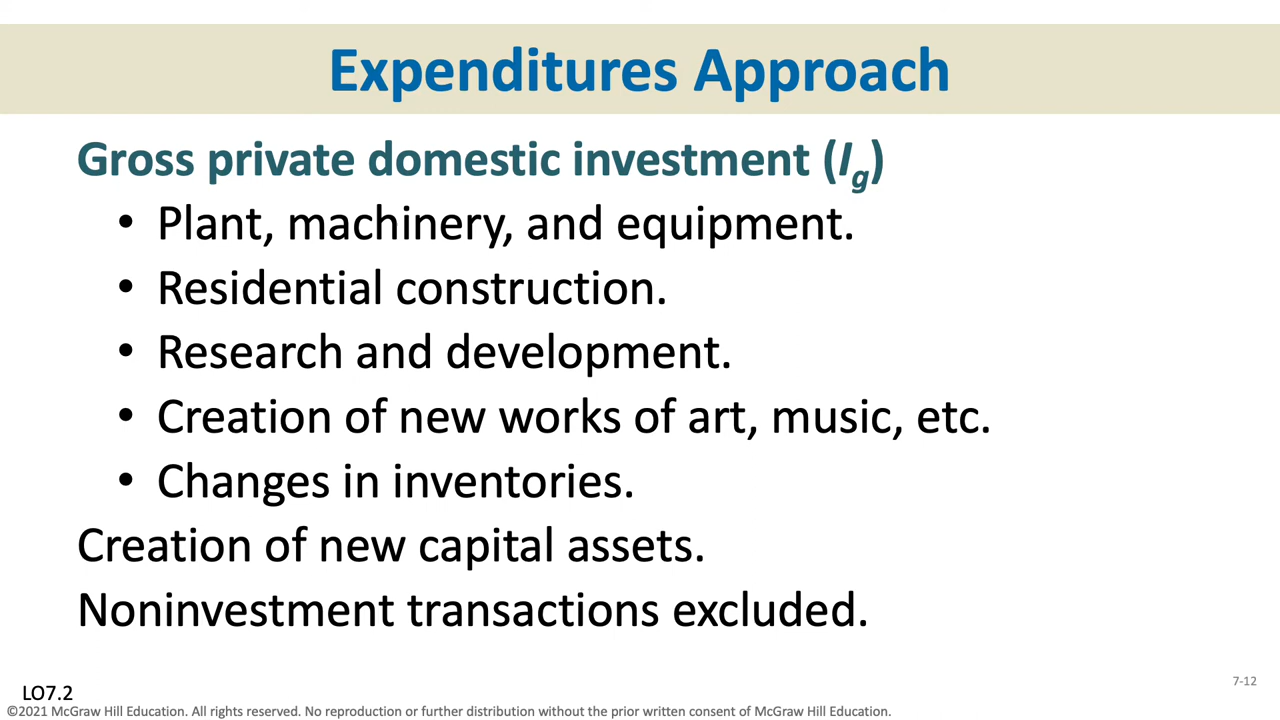 Expenditures Approach
Gross private domestic investment (Ig)
• Plant, machinery, and equipment.
• Residential construction.
• Research and development.
• Creation of new works of art, music, etc.
• Changes in inventories.
Creation of new capital assets.
Noninvestment transactions excluded.
7-12
LO7.2
©2021 McGraw Hill Education. All rights reserved. No reproduction or further distribution without the prior written consent of McGraw Hill Education.